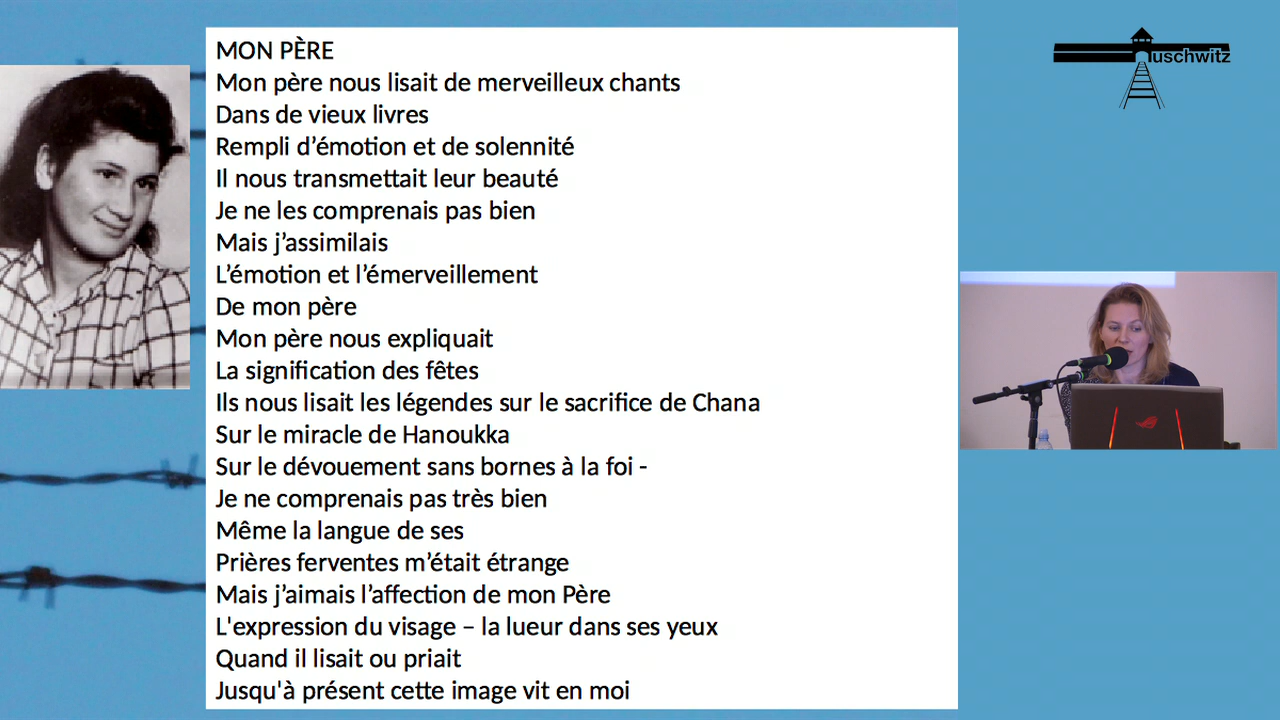 MON PÈRE
Mon père nous lisait de merveilleux chants
Dans de vieux livres
Rempli d’émotion et de solennité
Il nous transmettait leur beauté
Je ne les comprenais pas bien
Mais j’assimilais
L’émotion et l’émerveillement
De mon père
Mon père nous expliquait
La signification des fêtes
Ils nous lisait les légendes sur le sacrifice de Chana
Sur le miracle de Hanoukka
Sur le dévouement sans bornes à la foi -
Je ne comprenais pas très bien
Même la langue de ses
Prières ferventes m’était étrange
Mais j’aimais l’affection de mon Père
L'expression du visage – la lueur dans ses yeux
Quand il lisait ou priait
Jusqu'à présent cette image vit en moi
uschwitz